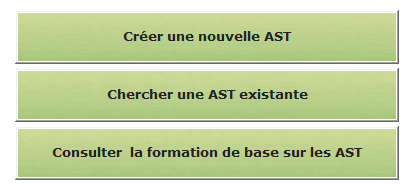 Créer une nouvelle AST
Chercher une AST existante
Consulter  la formation de base sur les AST